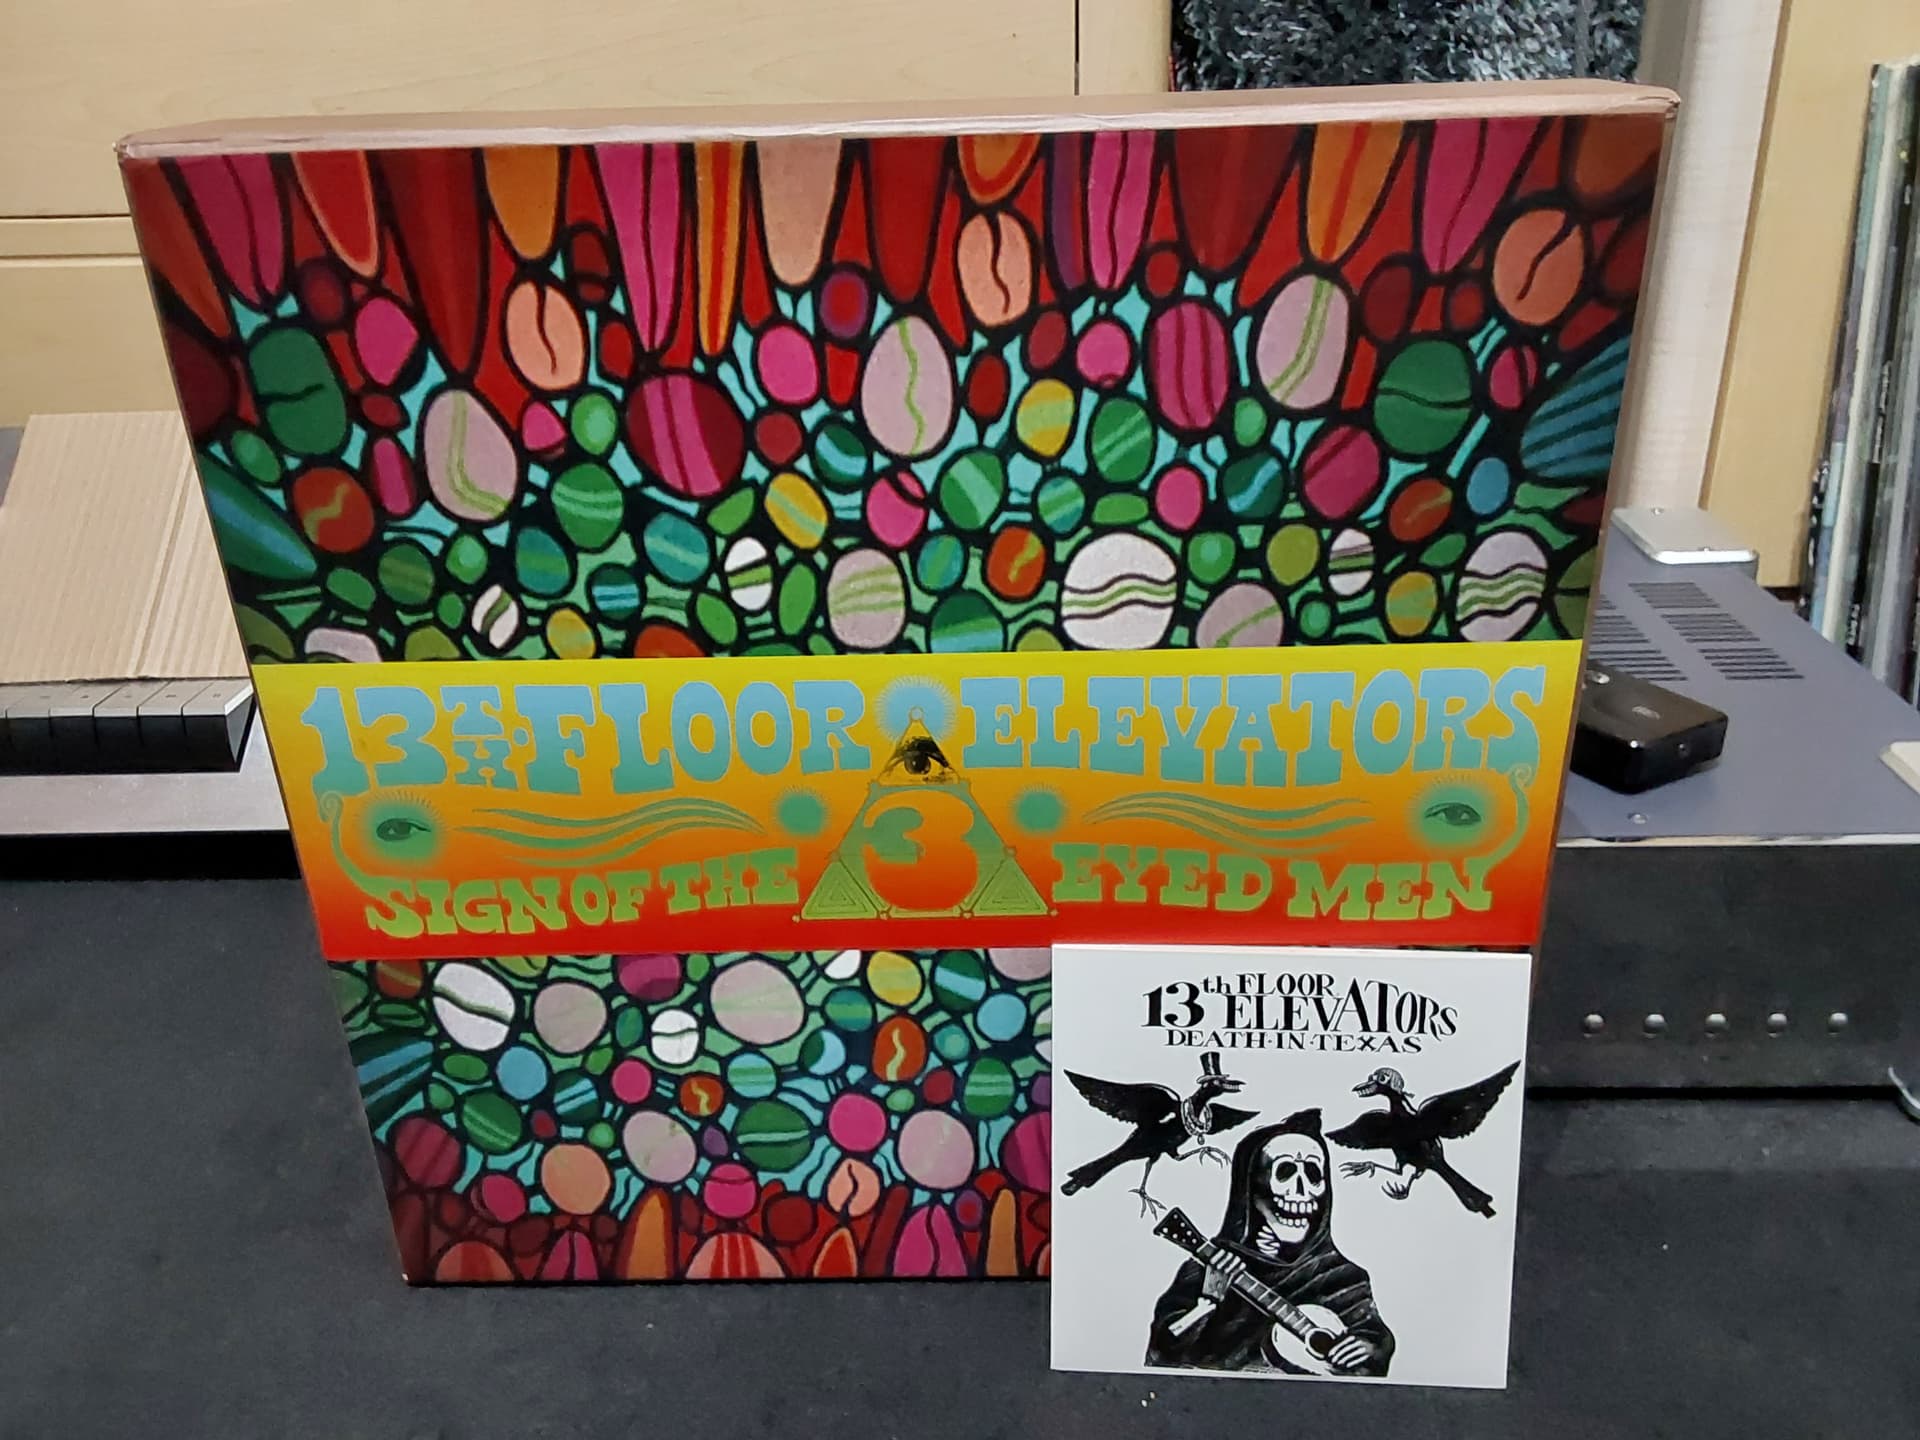 13TH·FLOOR ELEVATORS
SIGN OF THE 3 EYED MEN
13th FLOOR
ELEVATORS
DEATH·IN·TEXAS